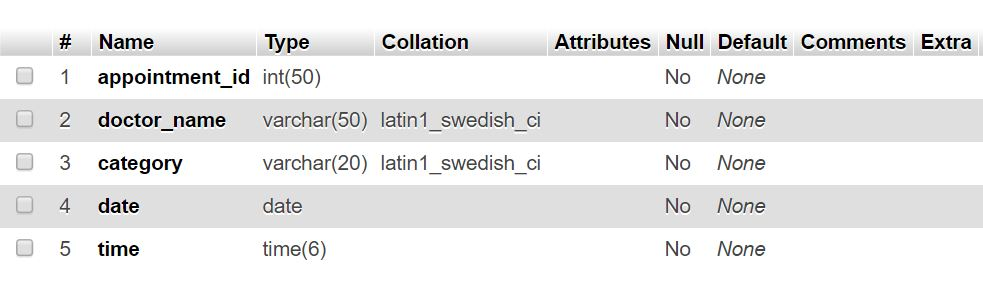 # Name Type Collation Attributes Null Default Comments Extra
1 appointment_id int(50) No None
2 doctor_name varchar(50) latin1_swedish_ci No None
3 category varchar(20) latin1_swedish_ci No None
4 date date No None
5 time time(6) No None